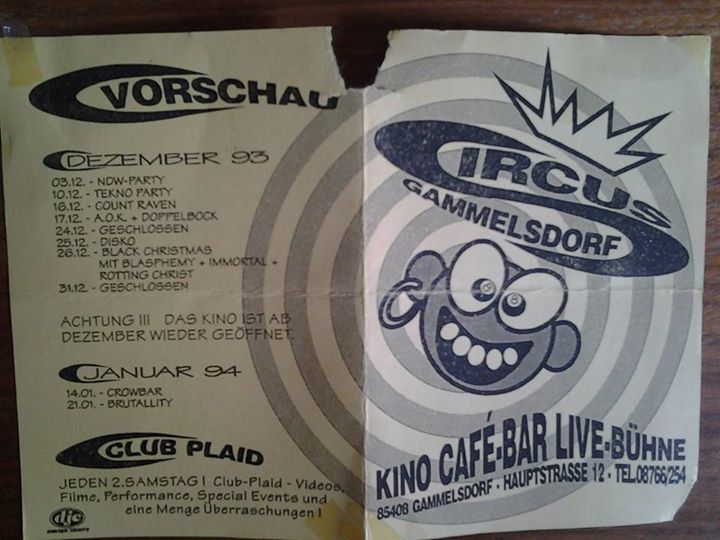 VORSCHAU
DEZEMBER 93
03.12. - NDW-PARTY
10.12. - TEKNO PARTY
16.12. - COUNT RAVEN
17.12. - A.O.K. + DOPPELBOCK
24.12. - GESCHLOSSEN
25.12. - DISKO
26.12. - BLACK CHRISTMAS
MIT BLASPHEMY + IMMORTAL +
ROTTING CHRIST
31.12. - GESCHLOSSEN
ACHTUNG !!! DAS KINO IST AB
DEZEMBER WIEDER GEÖFFNET.
JANUAR 94
14.01. - CROWBAR
21.01. - BRUTALLITY
CLUB PLAID
JEDEN 2.SAMSTAG ! Club-Plaid - Videos,
Filme, Performance, Special Events und
eine Menge Überraschungen !
CIRCUS
GAMMELSDORF
8 8
KINO CAFÉ-BAR LIVE-BÜHNE
85408 GAMMELSDORF - HAUPTSTRASSE 12 - TEL.08766/254